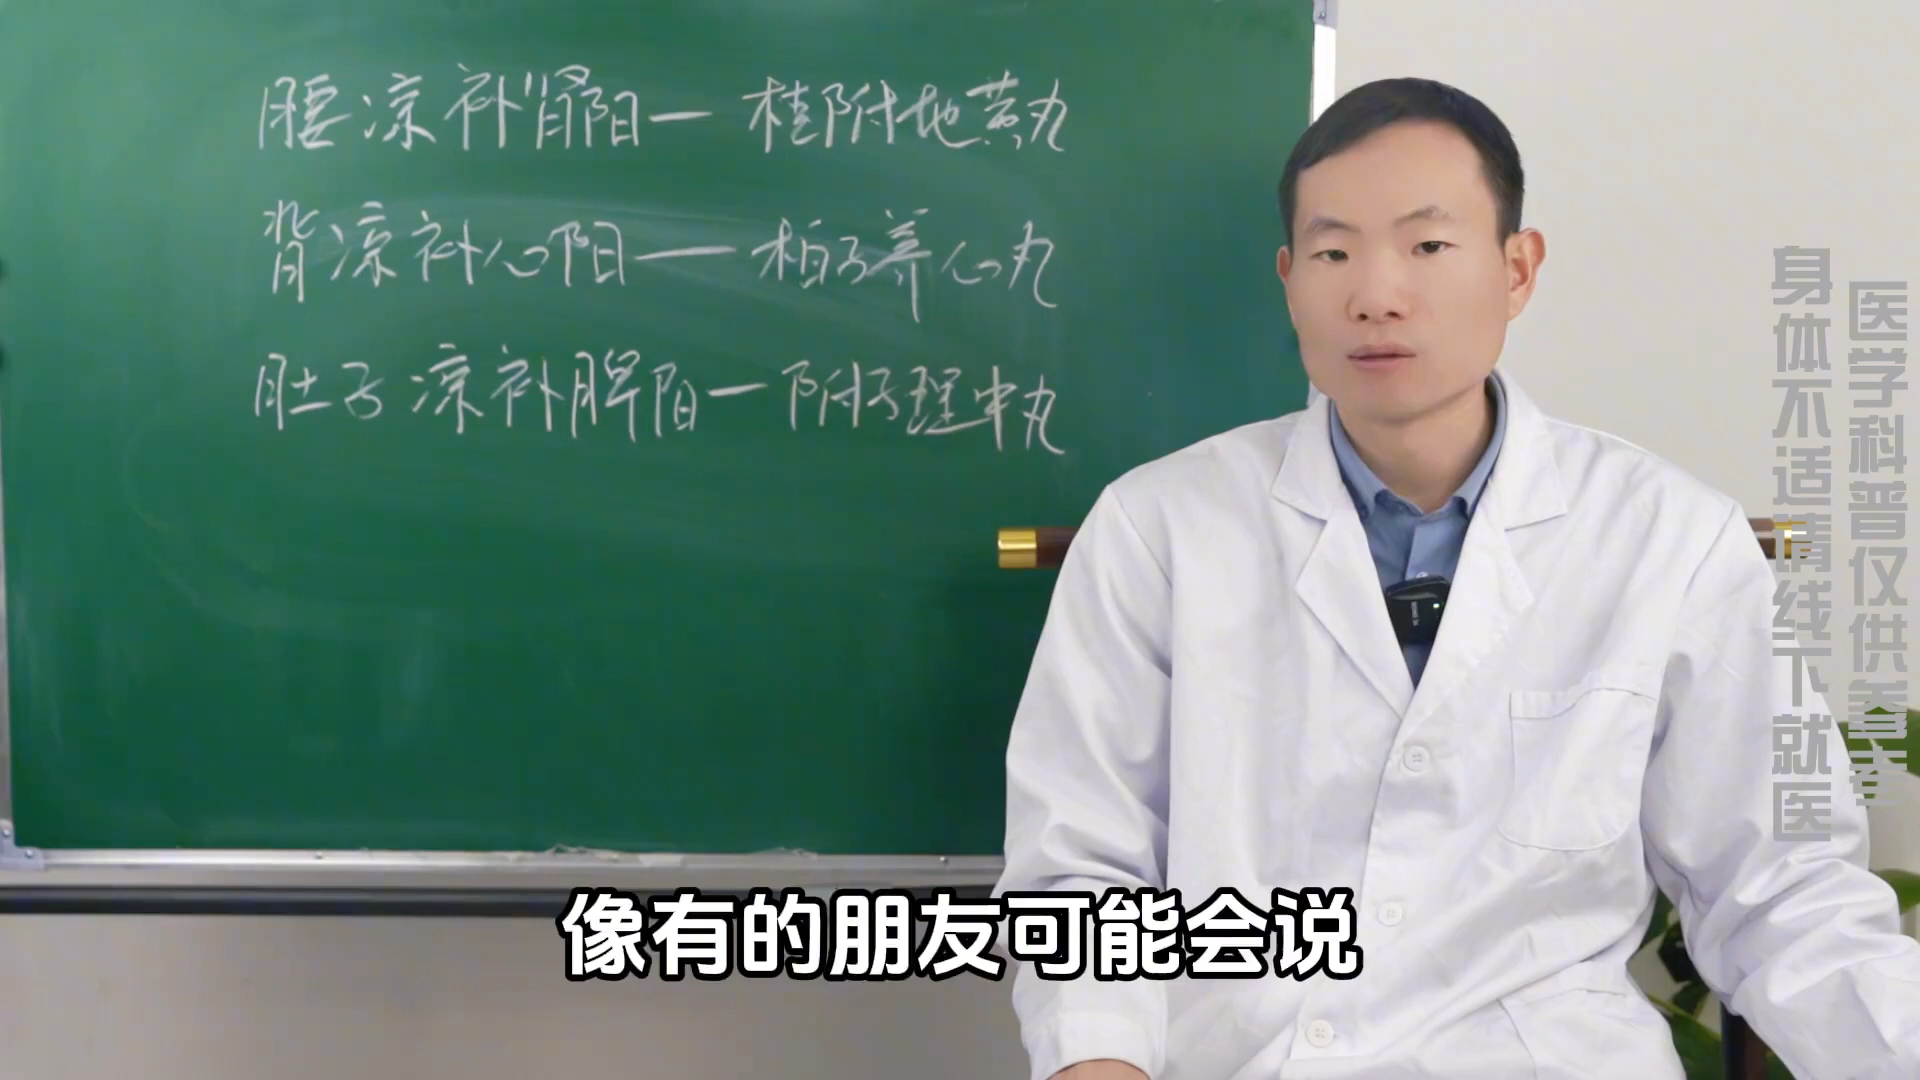 腰凉补肾阳一桂附地黄丸
背凉补心阳一柏子养心丸
肚子凉补脾阳一附子理中丸
医学科普仅供参考
身体不适请线下就医
像有的朋友可能会说